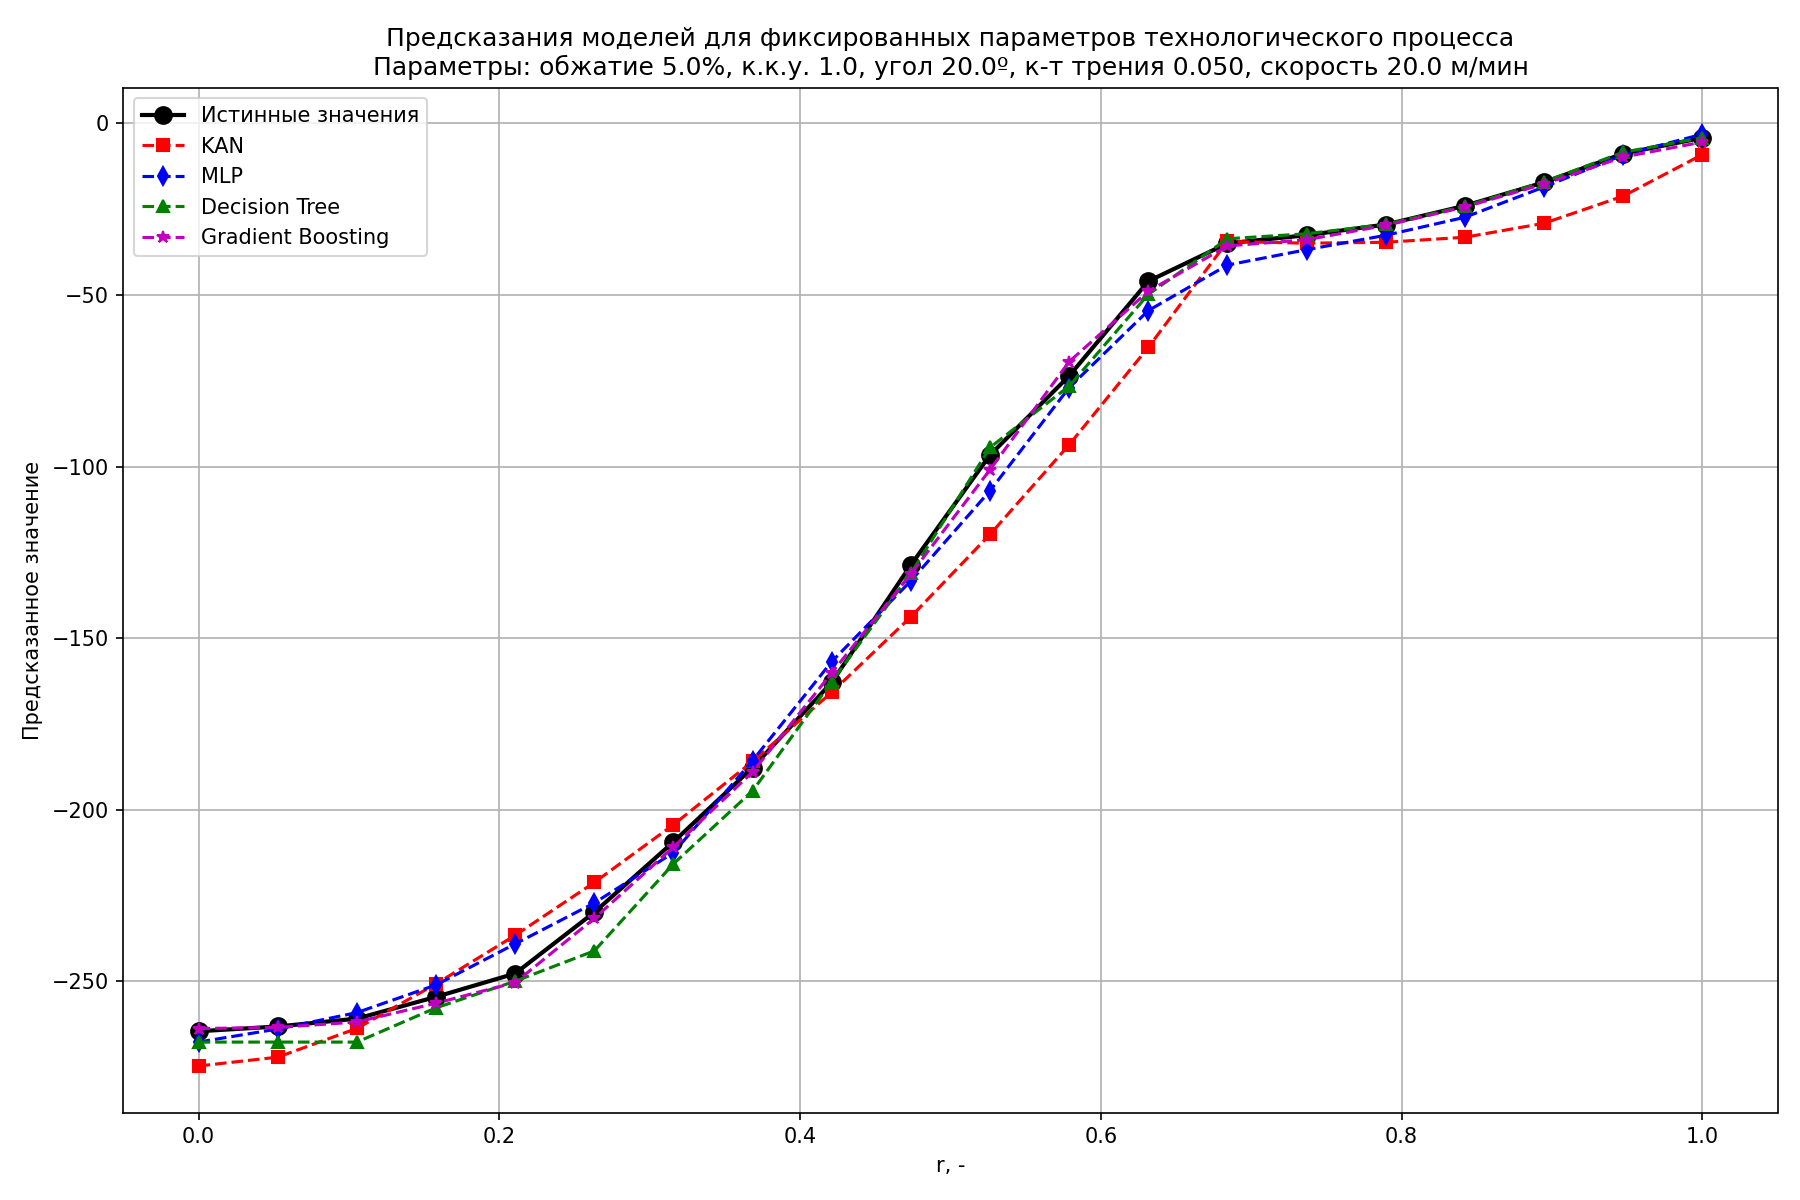 Предсказания моделей для фиксированных параметров технологического процесса
Параметры: обжатие 5.0%, к.к.у. 1.0, угол 20.0º, к-т трения 0.050, скорость 20.0 м/мин
Истинные значения
KAN
MLP
Decision Tree
Gradient Boosting
Предсказанное значение
0
−50
−100
−150
−200
−250
0.0 0.2 0.4 0.6 0.8 1.0
r, -